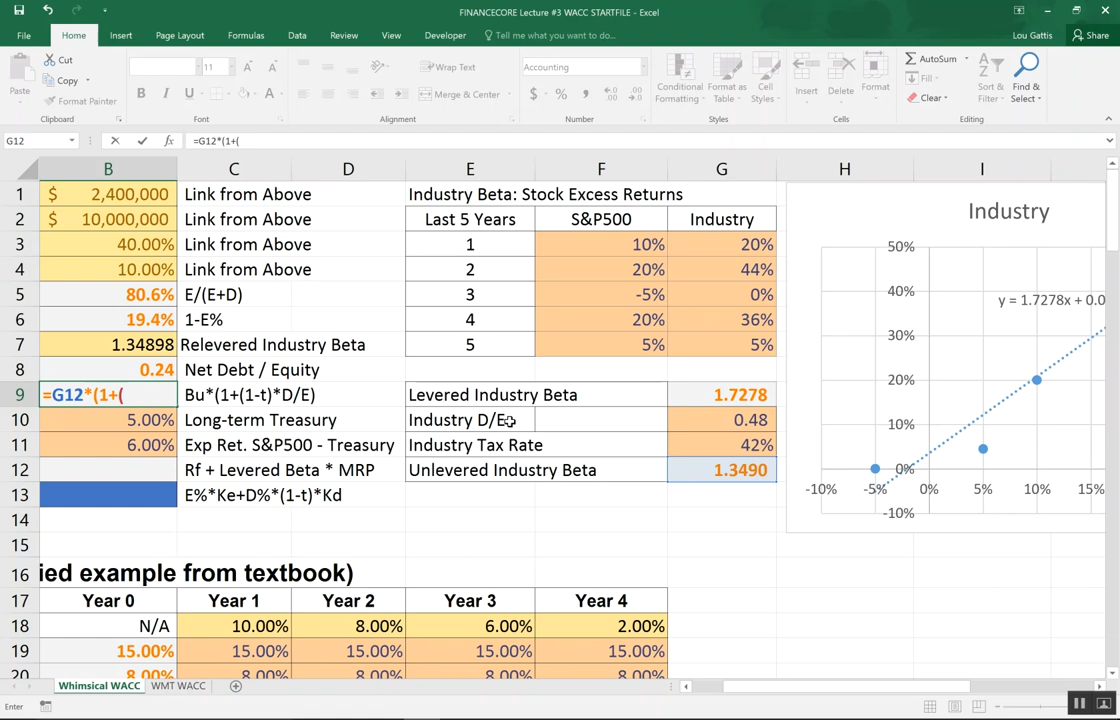 FINANCECORE Lecture #3 WACC STARTFILE - Excel
File Home Insert Page Layout Formulas Data Review View Developer Tell me what you want to do... Lou Gattis Share
Paste Cut Copy Format Painter Clipboard
11 A A B I U A Font
Wrap Text Merge & Center Alignment
Accounting $ % , Number
Conditional Formatting Format as Table Cell Styles Styles
Insert Delete Format Cells
AutoSum Fill Clear Sort & Filter Find & Select Editing
G12 fx =G12*(1+(
B C D E F G H I
1 $ 2,400,000 Link from Above Industry Beta: Stock Excess Returns
2 $ 10,000,000 Link from Above Last 5 Years S&P500 Industry
3 40.00% Link from Above 1 10% 20%
4 10.00% Link from Above 2 20% 44%
5 80.6% E/(E+D) 3 -5% 0%
6 19.4% 1-E% 4 20% 36%
7 1.34898 Relevered Industry Beta 5 5% 5%
8 0.24 Net Debt / Equity
9 =G12*(1+( Bu*(1+(1-t)*D/E) Levered Industry Beta 1.7278
10 5.00% Long-term Treasury Industry D/E 0.48
11 6.00% Exp Ret. S&P500 - Treasury Industry Tax Rate 42%
12 Rf + Levered Beta * MRP Unlevered Industry Beta 1.3490
13 E%*Ke+D%*(1-t)*Kd
14
15
16 ied example from textbook)
17 Year 0 Year 1 Year 2 Year 3 Year 4
18 N/A 10.00% 8.00% 6.00% 2.00%
19 15.00% 15.00% 15.00% 15.00% 15.00%
20 8.00% 8.00% 8.00% 8.00% 8.00%
Industry
50%
40%
y = 1.7278x + 0.0
30%
20%
10%
0%
-10% -5% 0% 5% 10% 15%
-10%
Whimsical WACC WMT WACC
Enter